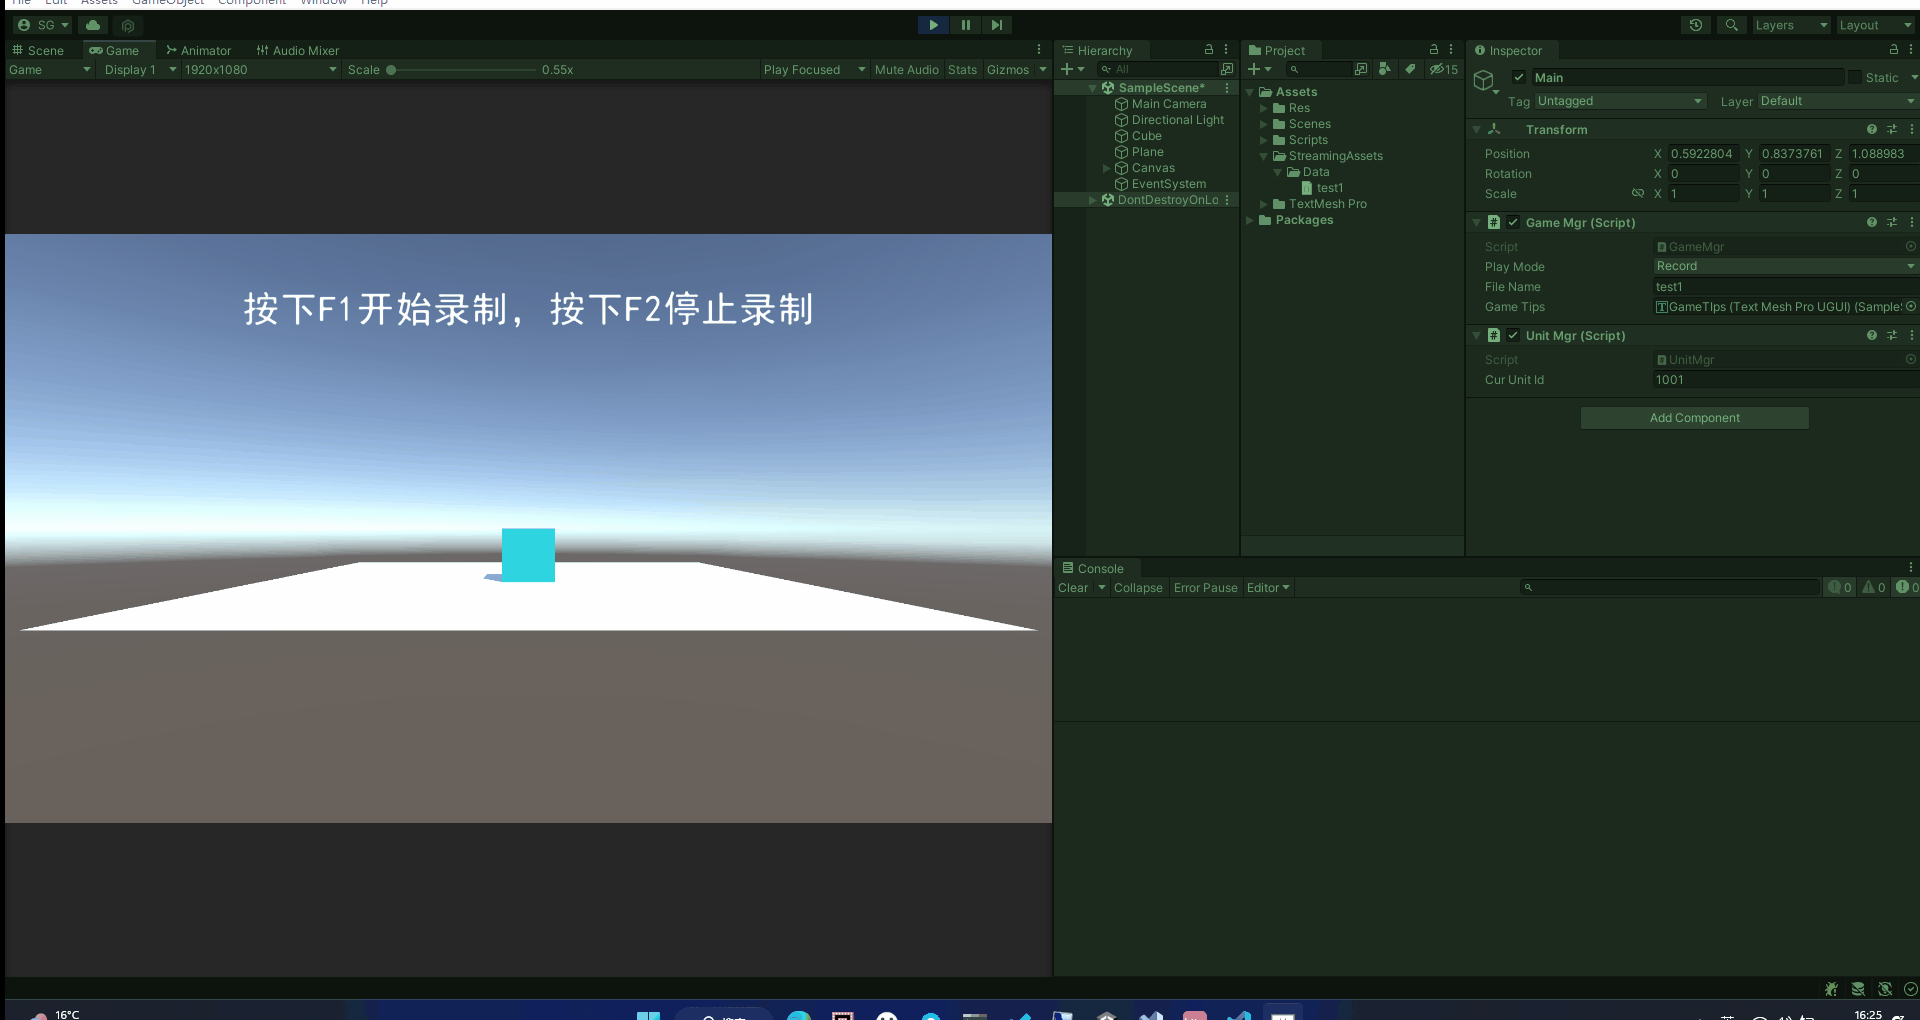 File Edit Assets GameObject Component Window Help
SG
Layers
Layout
Scene Game Animator Audio Mixer
Game Display 1 1920x1080 Scale 0.55x Play Focused Mute Audio Stats Gizmos
按下F1开始录制，按下F2停止录制
Hierarchy
All
SampleScene*
Main Camera
Directional Light
Cube
Plane
Canvas
EventSystem
DontDestroyOnLo
Project
15
Assets
Res
Scenes
Scripts
StreamingAssets
Data
test1
TextMesh Pro
Packages
Inspector
Main Static
Tag Untagged Layer Default
Transform
Position X 0.5922804 Y 0.8373761 Z 1.088983
Rotation X 0 Y 0 Z 0
Scale X 1 Y 1 Z 1
Game Mgr (Script)
Script GameMgr
Play Mode Record
File Name test1
Game Tips GameTIps (Text Mesh Pro UGUI) (Sample
Unit Mgr (Script)
Script UnitMgr
Cur Unit Id 1001
Add Component
Console
Clear Collapse Error Pause Editor 0 0 0
16°C
16:25